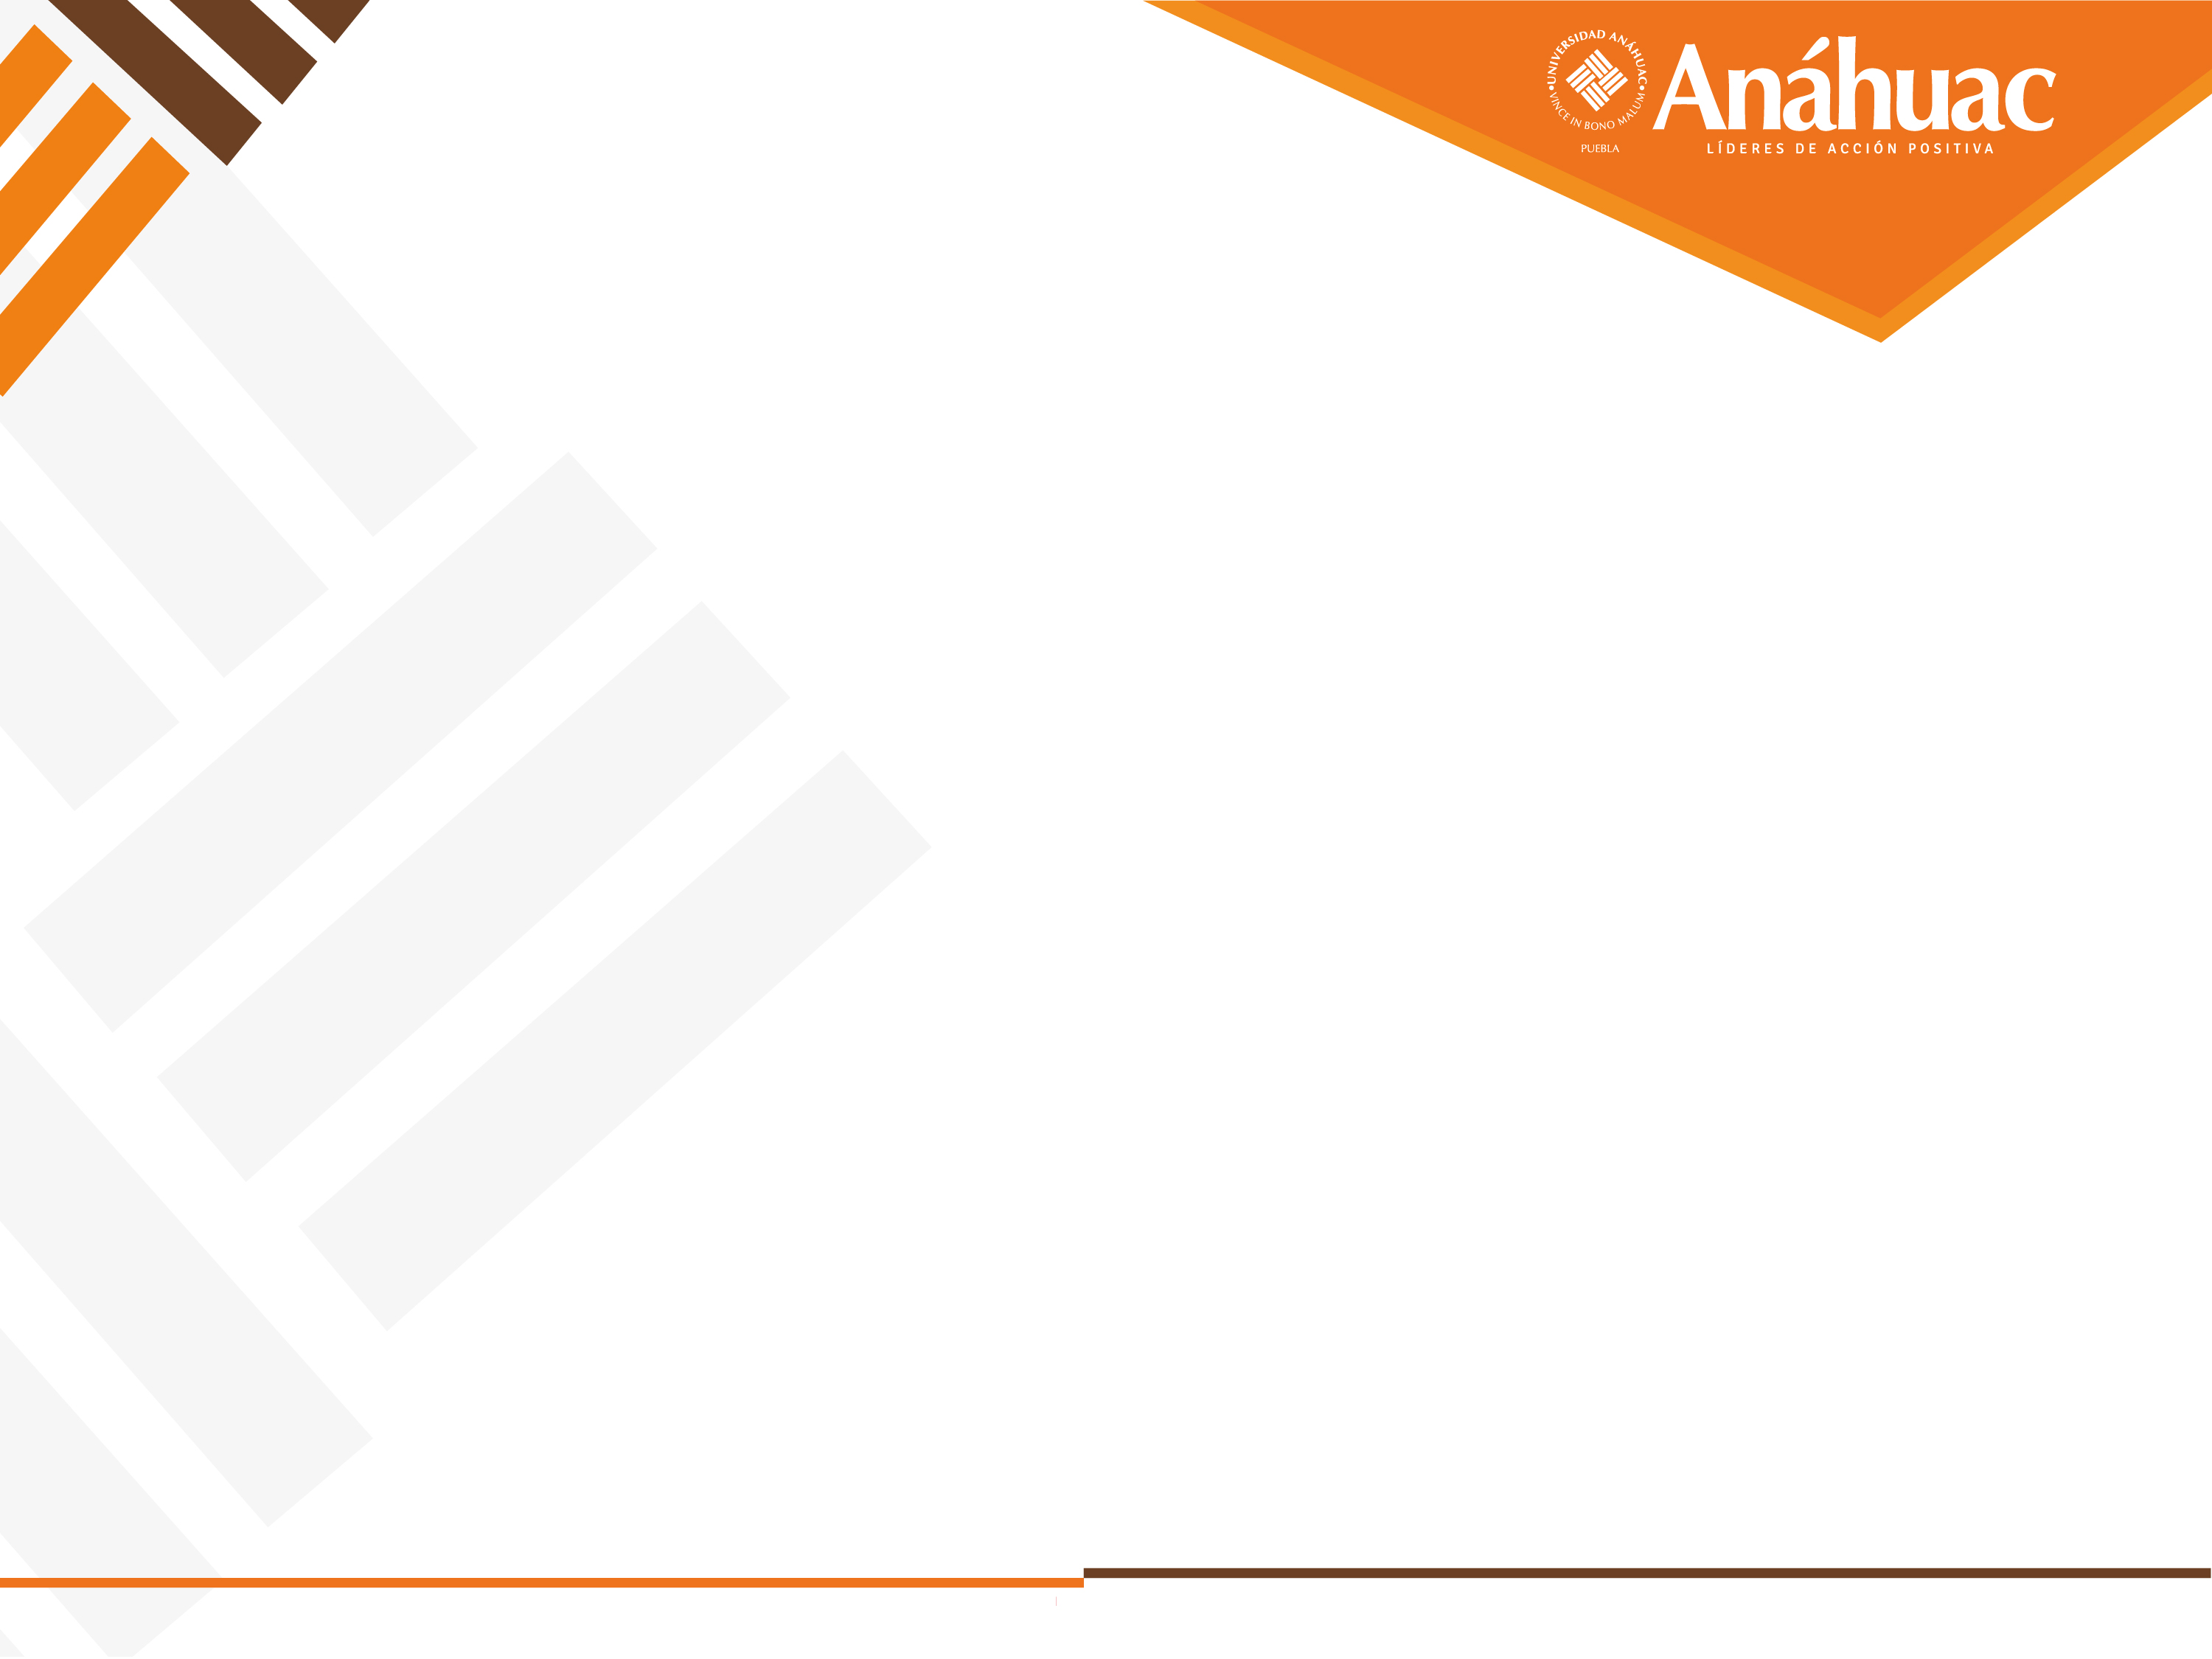 UNIVERSIDAD ANÁHUAC
VINCE IN BONO MALUM
PUEBLA
Anáhuac
LÍDERES DE ACCIÓN POSITIVA